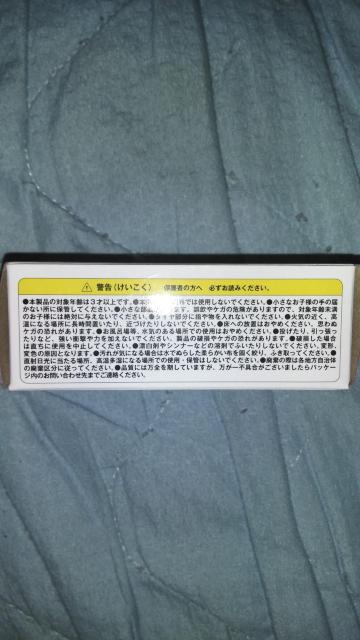 ⚠ 警告(けいこく) 保護者の方へ 必ずお読みください。
●本製品の対象年齢は3才以上です。●本 外では使用しないでください。●小さなお子様の手の届
かない所に保管してください。●小さな部 ます。誤飲やケガの危険がありますので、対象年齢未満
のお子様には絶対に与えないでください。 イヤ部分に指や物を入れないでください。●火気の近く、高
温になる場所に長時間置いたり、近づけたりしないでください。●床への放置はおやめください。思わぬ
ケガの恐れがあります。●お風呂場等、水気のある場所での使用はおやめください。●投げたり、引っ張っ
たりなど、強い衝撃や力を加えないでください。製品の破損やケガの恐れがあります。●破損した場合
は直ちに使用を中止してください。●漂白剤やシンナーなどの溶剤でふいたりしないでください。変形、
変色の原因となります。●汚れが気になる場合は水でぬらした柔らかい布を固く絞り、ふき取ってください。●
直射日光に当たる場所、高温多湿になる場所での使用・保管はしないでください。●廃棄の際は各地方自治体
の廃棄区分に従ってください。●品質には万全を期していますが、万が一不具合がございましたらパッケー
ジ内のお問い合わせ先までご連絡ください。